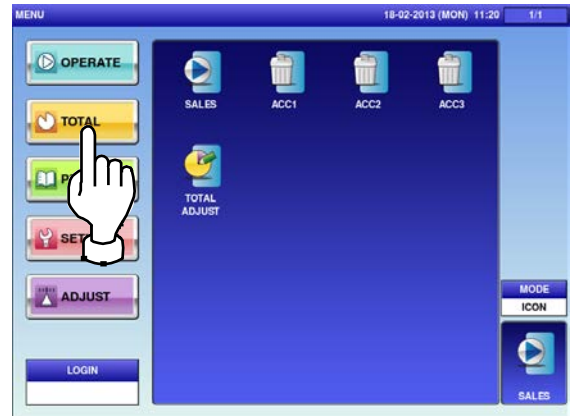 MENU
18-02-2013 (MON) 11:20
1/1
OPERATE
TOTAL
P
SET
ADJUST
LOGIN
SALES
ACC1
ACC2
ACC3
TOTAL
ADJUST
MODE
ICON
SALES